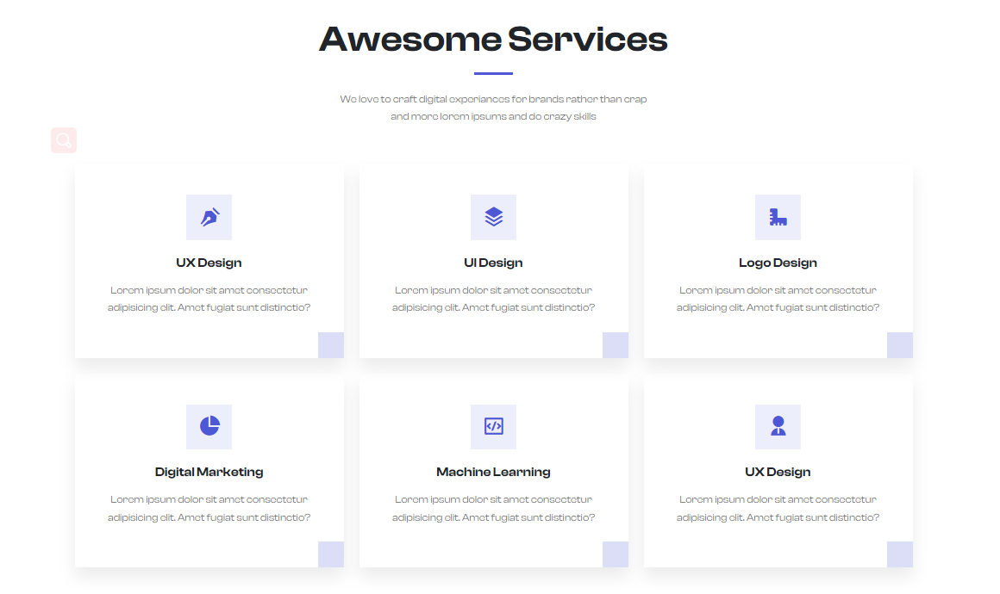 Awesome Services
We love to craft digital experiances for brands rather than crap
and more lorem ipsums and do crazy skills
UX Design
Lorem ipsum dolor sit amet consectetur
adipisicing elit. Amet fugiat sunt distinctio?
UI Design
Lorem ipsum dolor sit amet consectetur
adipisicing elit. Amet fugiat sunt distinctio?
Logo Design
Lorem ipsum dolor sit amet consectetur
adipisicing elit. Amet fugiat sunt distinctio?
Digital Marketing
Lorem ipsum dolor sit amet consectetur
adipisicing elit. Amet fugiat sunt distinctio?
Machine Learning
Lorem ipsum dolor sit amet consectetur
adipisicing elit. Amet fugiat sunt distinctio?
UX Design
Lorem ipsum dolor sit amet consectetur
adipisicing elit. Amet fugiat sunt distinctio?